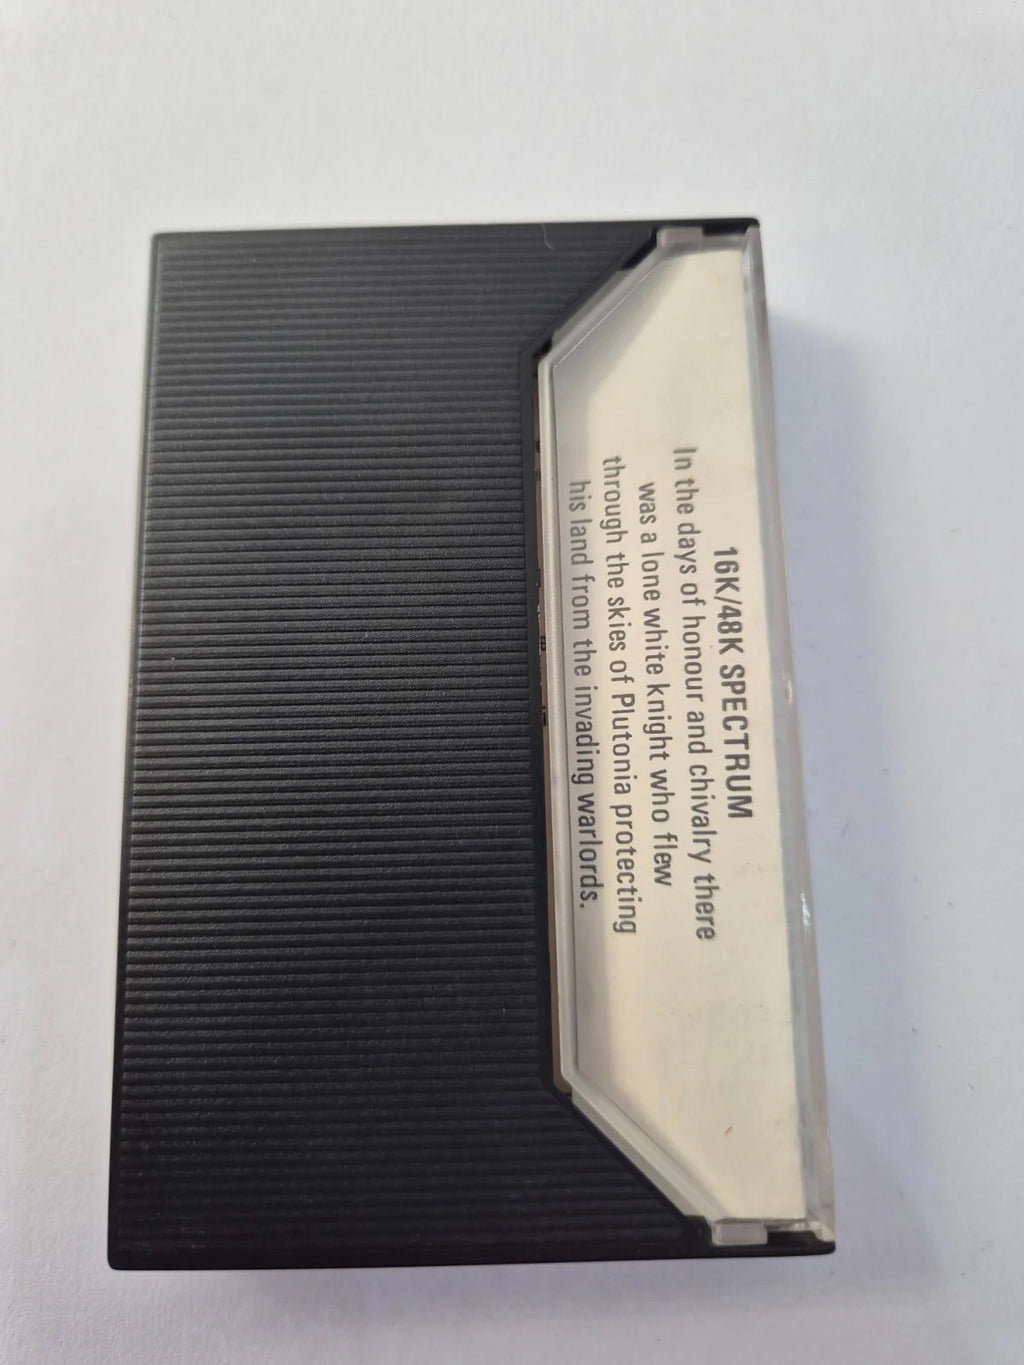 16K/48K SPECTRUM
In the days of honour and chivalry there
was a lone white knight who flew
through the skies of Plutonia protecting
his land from the invading warlords.